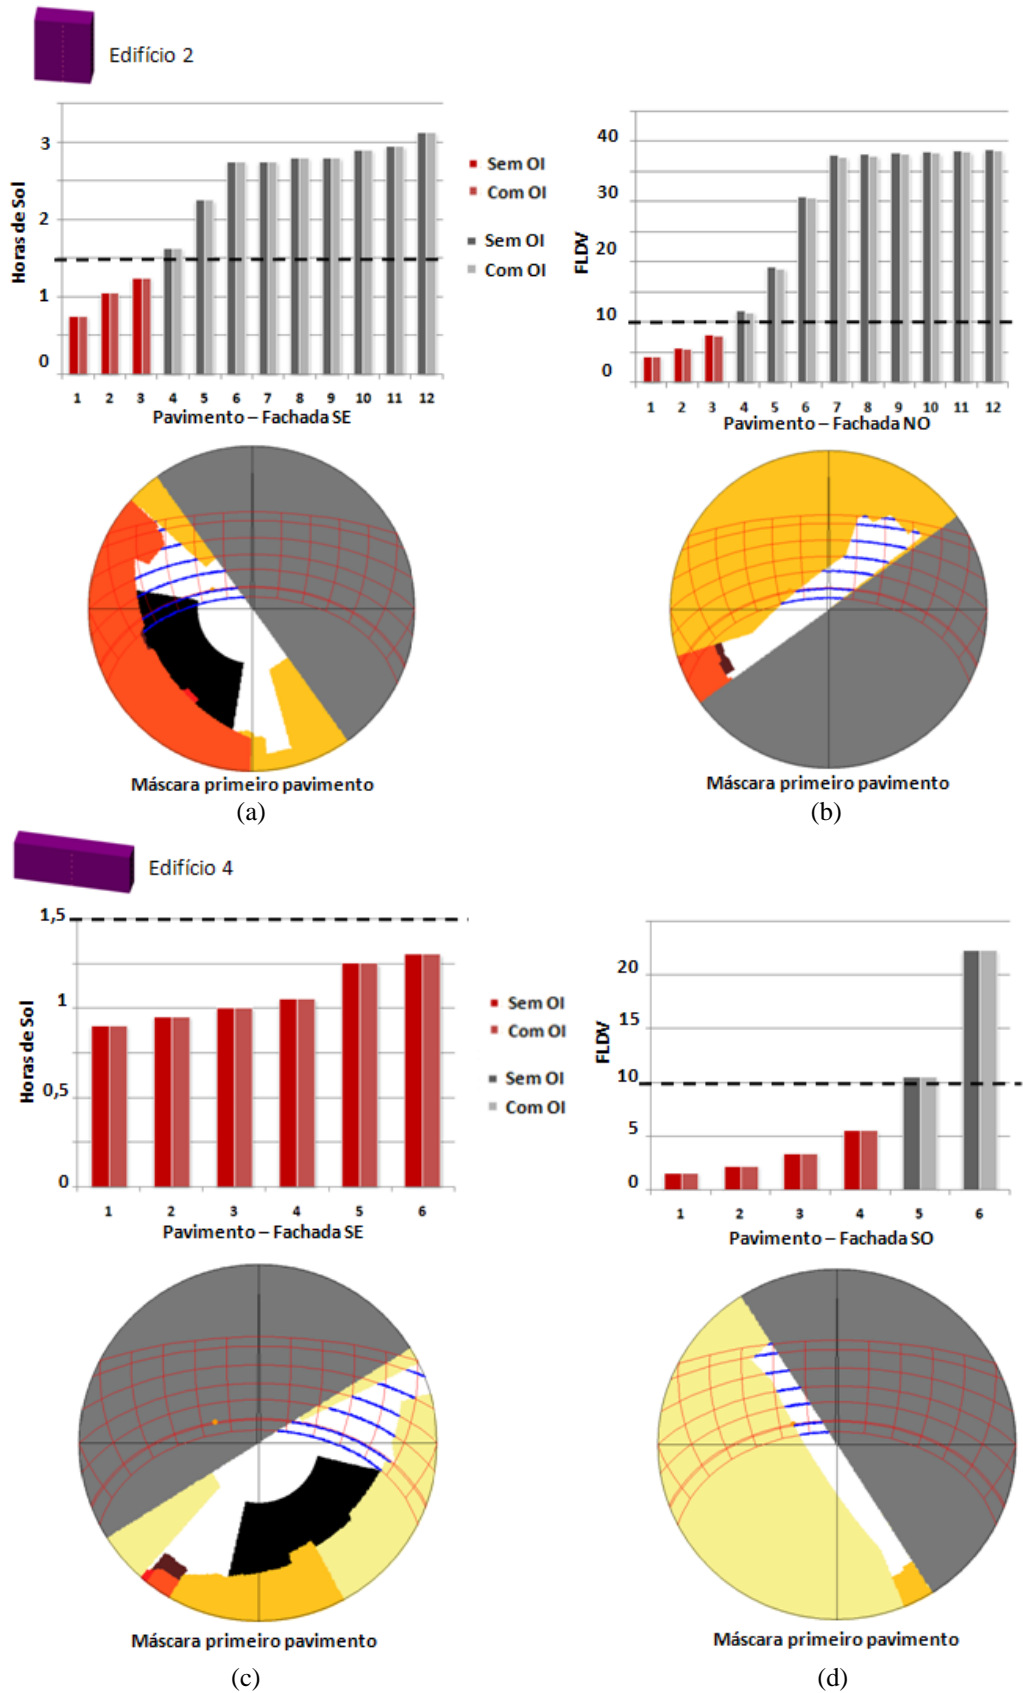 Edifício 2
3
2
1
0
Horas de Sol
1 2 3 4 5 6 7 8 9 10 11 12
Pavimento – Fachada SE
Sem OI
Com OI
Sem OI
Com OI
40
30
20
10
0
FLDV
1 2 3 4 5 6 7 8 9 10 11 12
Pavimento – Fachada NO
Máscara primeiro pavimento
(a)
Máscara primeiro pavimento
(b)
Edifício 4
1,5
1
0,5
0
Horas de Sol
1 2 3 4 5 6
Pavimento – Fachada SE
Sem OI
Com OI
Sem OI
Com OI
20
15
10
5
0
FLDV
1 2 3 4 5 6
Pavimento – Fachada SO
Máscara primeiro pavimento
(c)
Máscara primeiro pavimento
(d)